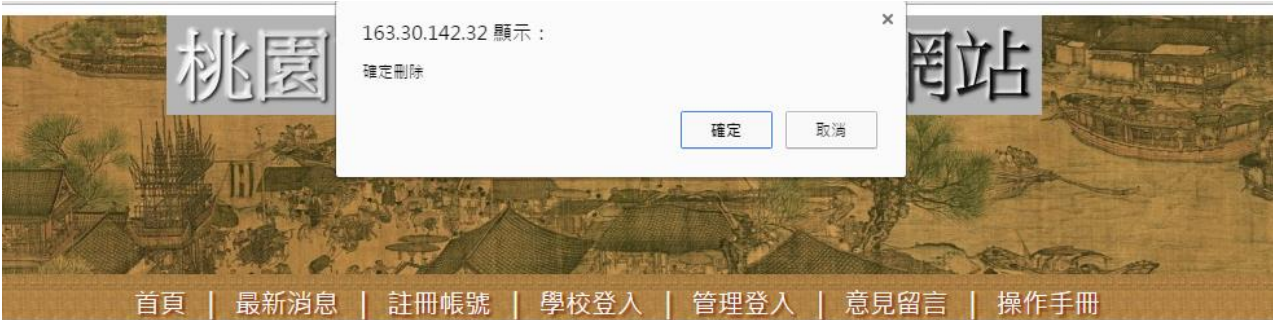 163.30.142.32 顯示：
確定刪除
確定 取消
桃園 網站
首頁 | 最新消息 | 註冊帳號 | 學校登入 | 管理登入 | 意見留言 | 操作手冊